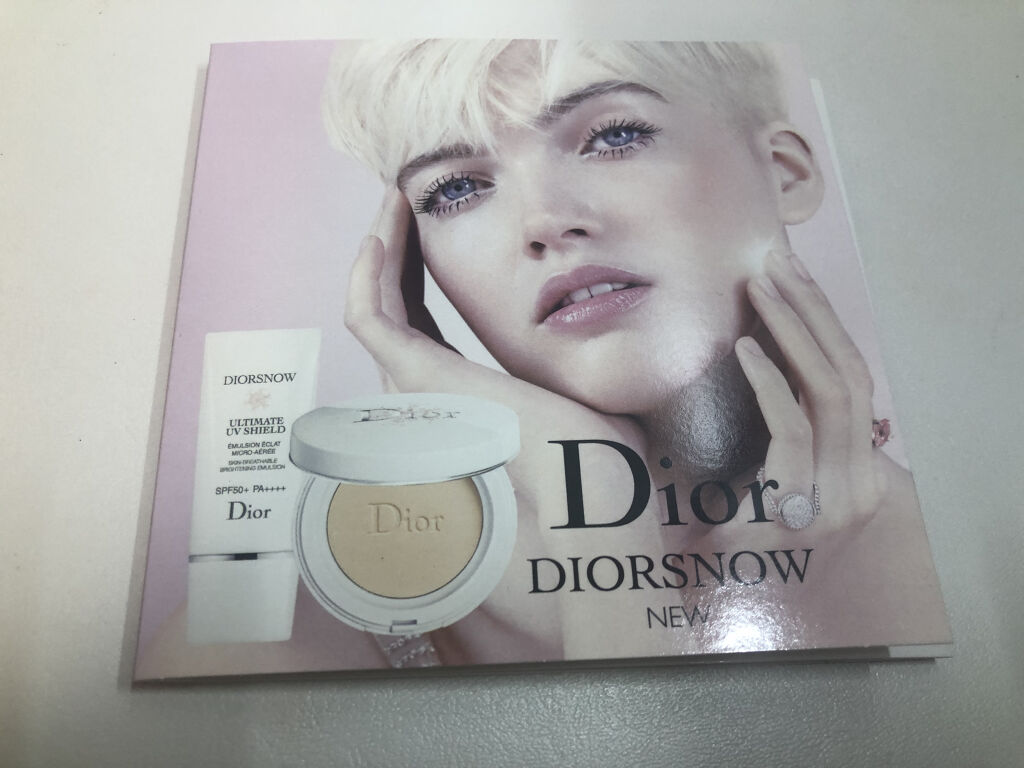 DIORSNOW
ULTIMATE
UV SHIELD
ÉMULSION ÉCLAT
MICRO-AÉRÉE
SKIN-BREATHABLE
BRIGHTENING EMULSION
SPF50+ PA++++
Dior
Dior
Dior
Dior
DIORSNOW
NEW